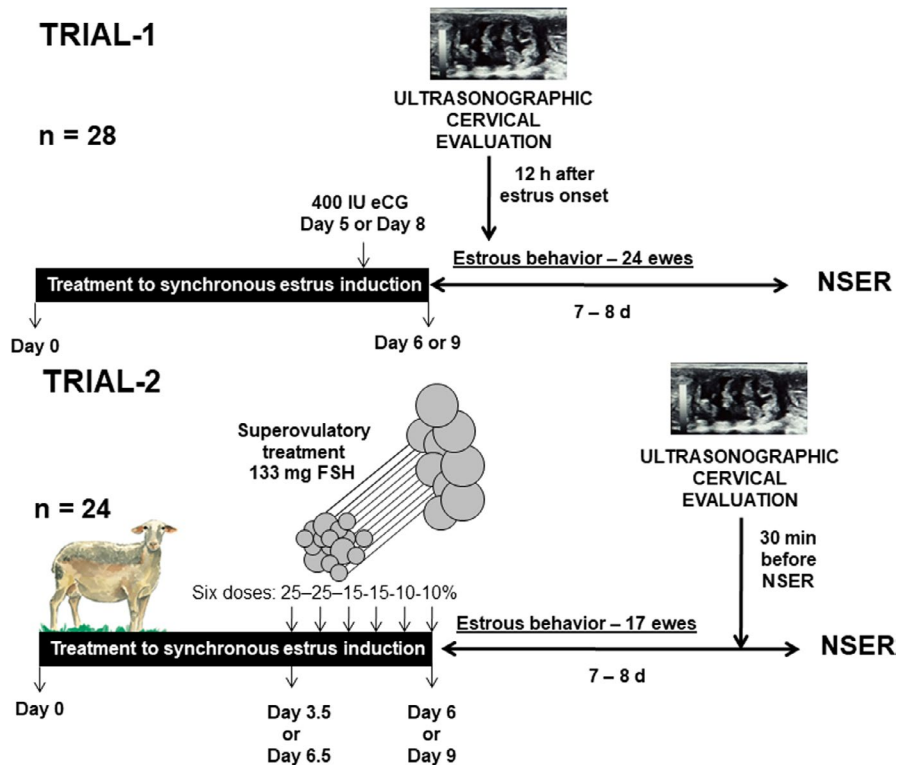 TRIAL-1
ULTRASONOGRAPHIC
CERVICAL
EVALUATION
n = 28
12 h after
estrus onset
400 IU eCG
Day 5 or Day 8
Estrous behavior – 24 ewes
Treatment to synchronous estrus induction
NSER
7 – 8 d
Day 0
Day 6 or 9
TRIAL-2
Superovulatory
treatment
133 mg FSH
ULTRASONOGRAPHIC
CERVICAL
EVALUATION
n = 24
30 min
before
NSER
Six doses: 25–25–15-15-10-10%
Estrous behavior – 17 ewes
Treatment to synchronous estrus induction
NSER
7 – 8 d
Day 0
Day 3.5
or
Day 6.5
Day 6
or
Day 9